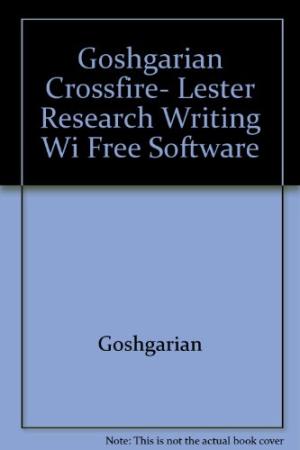 Goshgarian
Crossfire- Lester
Research Writing
Wi Free Software
Goshgarian
Note: This is not the actual book cover